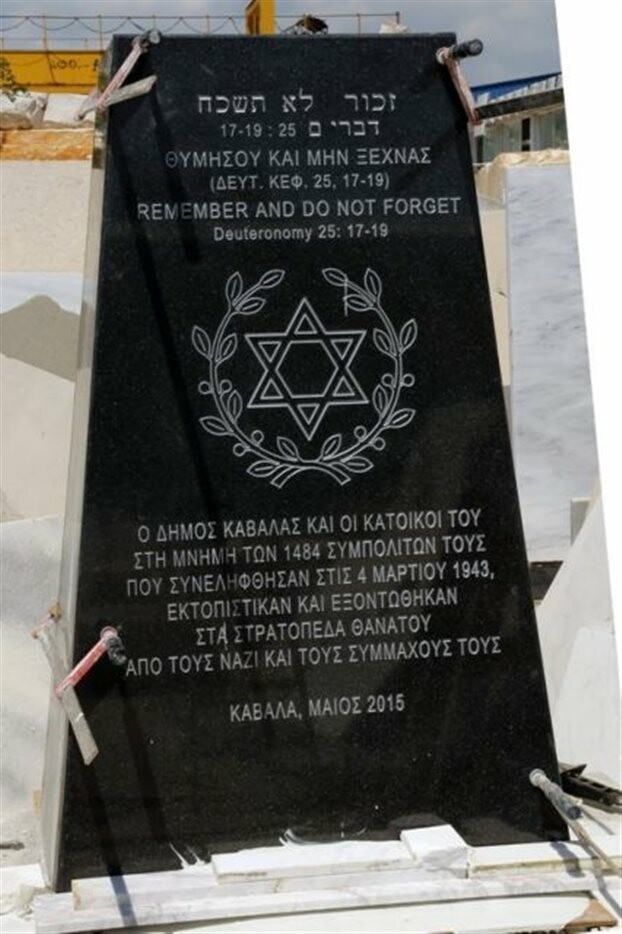 זכור לא תשכח
דברים 25 : 17-19
ΘΥΜΗΣΟΥ ΚΑΙ ΜΗΝ ΞΕΧΝΑΣ
(ΔΕΥΤ. ΚΕΦ. 25, 17-19)
REMEMBER AND DO NOT FORGET
Deuteronomy 25: 17-19
Ο ΔΗΜΟΣ ΚΑΒΑΛΑΣ ΚΑΙ ΟΙ ΚΑΤΟΙΚΟΙ ΤΟΥ
ΣΤΗ ΜΝΗΜΗ ΤΩΝ 1484 ΣΥΜΠΟΛΙΤΩΝ ΤΟΥΣ
ΠΟΥ ΣΥΝΕΛΗΦΘΗΣΑΝ ΣΤΙΣ 4 ΜΑΡΤΙΟΥ 1943,
ΕΚΤΟΠΙΣΤΙΚΑΝ ΚΑΙ ΕΞΟΝΤΩΘΗΚΑΝ
ΣΤΑ ΣΤΡΑΤΟΠΕΔΑ ΘΑΝΑΤΟΥ
ΑΠΟ ΤΟΥΣ ΝΑΖΙ ΚΑΙ ΤΟΥΣ ΣΥΜΜΑΧΟΥΣ ΤΟΥΣ
ΚΑΒΑΛΑ, ΜΑΙΟΣ 2015